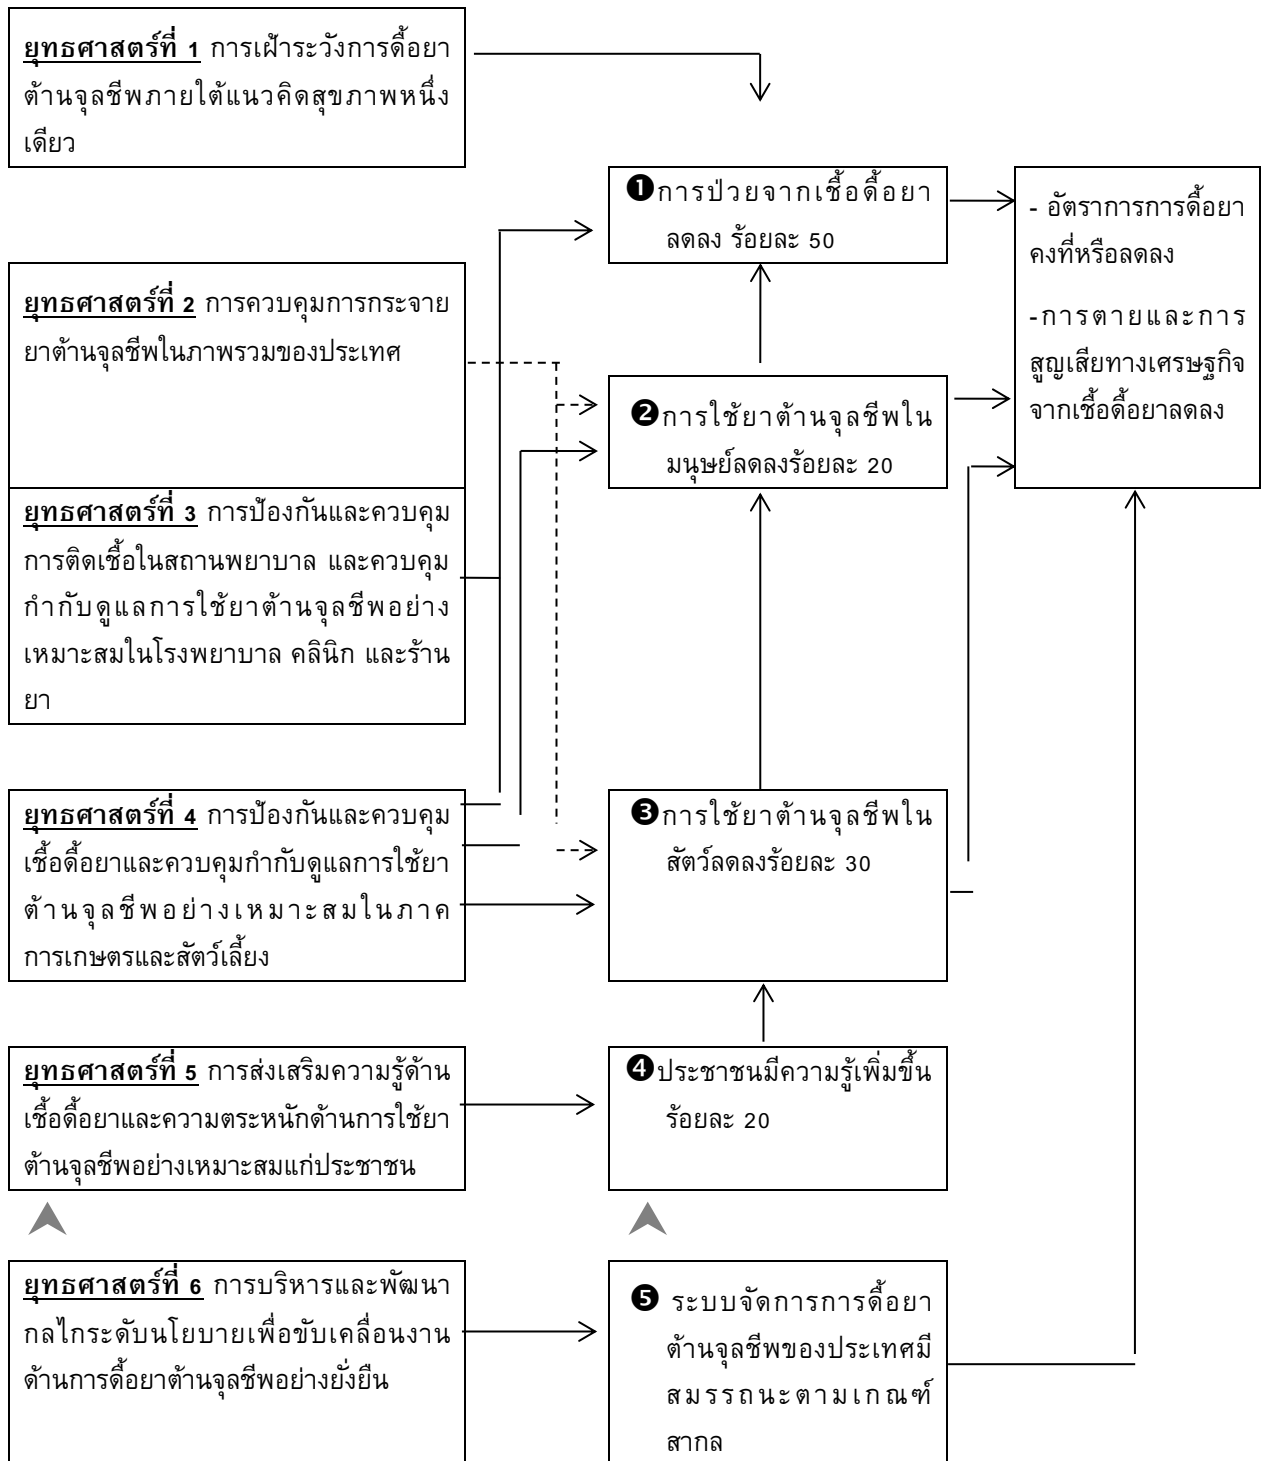 ยุทธศาสตร์ที่ 1 การเฝ้าระวังการดื้อยา
ต้านจุลชีพภายใต้แนวคิดสุขภาพหนึ่ง
เดียว
ยุทธศาสตร์ที่ 2 การควบคุมการกระจาย
ยาต้านจุลชีพในภาพรวมของประเทศ
ยุทธศาสตร์ที่ 3 การป้องกันและควบคุม
การติดเชื้อในสถานพยาบาล และควบคุม
กำกับดูแลการใช้ยาต้านจุลชีพอย่าง
เหมาะสมในโรงพยาบาล คลินิก และร้าน
ยา
ยุทธศาสตร์ที่ 4 การป้องกันและควบคุม
เชื้อดื้อยาและควบคุมกำกับดูแลการใช้ยา
ต้านจุลชีพอย่างเหมาะสมในภาค
การเกษตรและสัตว์เลี้ยง
ยุทธศาสตร์ที่ 5 การส่งเสริมความรู้ด้าน
เชื้อดื้อยาและความตระหนักด้านการใช้ยา
ต้านจุลชีพอย่างเหมาะสมแก่ประชาชน
ยุทธศาสตร์ที่ 6 การบริหารและพัฒนา
กลไกระดับนโยบายเพื่อขับเคลื่อนงาน
ด้านการดื้อยาต้านจุลชีพอย่างยั่งยืน
❶การป่วยจากเชื้อดื้อยา
ลดลง ร้อยละ 50
❷การใช้ยาต้านจุลชีพใน
มนุษย์ลดลงร้อยละ 20
❸การใช้ยาต้านจุลชีพใน
สัตว์ลดลงร้อยละ 30
❹ประชาชนมีความรู้เพิ่มขึ้น
ร้อยละ 20
❺ ระบบจัดการการดื้อยา
ต้านจุลชีพของประเทศมี
สมรรถนะตามเกณฑ์
สากล
- อัตราการการดื้อยา
คงที่หรือลดลง
-การตายและการ
สูญเสียทางเศรษฐกิจ
จากเชื้อดื้อยาลดลง